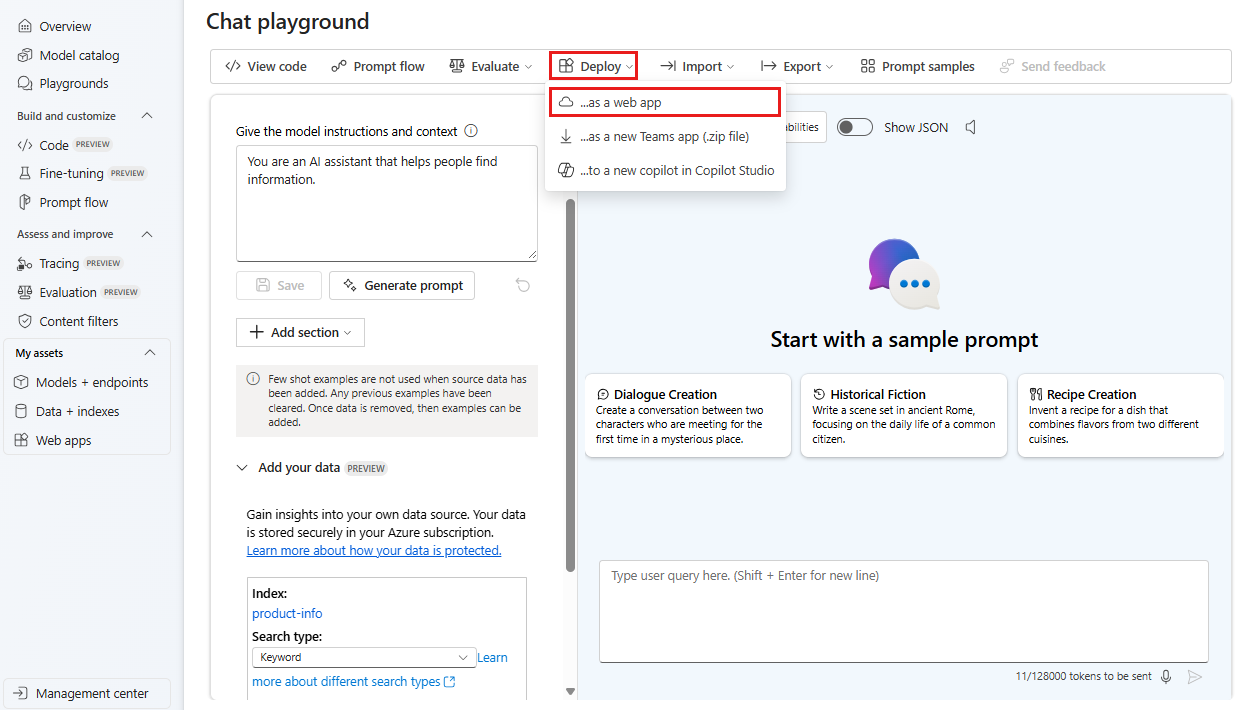 Overview
Model catalog
Playgrounds
Build and customize
Code PREVIEW
Fine-tuning PREVIEW
Prompt flow
Assess and improve
Tracing PREVIEW
Evaluation PREVIEW
Content filters
My assets
Models + endpoints
Data + indexes
Web apps
Management center
Chat playground
View code Prompt flow Evaluate Deploy Import Export Prompt samples Send feedback
...as a web app
...as a new Teams app (.zip file)
...to a new copilot in Copilot Studio
Give the model instructions and context
You are an AI assistant that helps people find
information.
Save Generate prompt
Add section
Few shot examples are not used when source data has
been added. Any previous examples have been
cleared. Once data is removed, then examples can be
added.
Add your data PREVIEW
Gain insights into your own data source. Your data
is stored securely in your Azure subscription.
Learn more about how your data is protected.
Index:
product-info
Search type:
Keyword Learn
more about different search types
Show JSON
Start with a sample prompt
Dialogue Creation
Create a conversation between two
characters who are meeting for the
first time in a mysterious place.
Historical Fiction
Write a scene set in ancient Rome,
focusing on the daily life of a common
citizen.
Recipe Creation
Invent a recipe for a dish that
combines flavors from two different
cuisines.
Type user query here. (Shift + Enter for new line)
11/128000 tokens to be sent